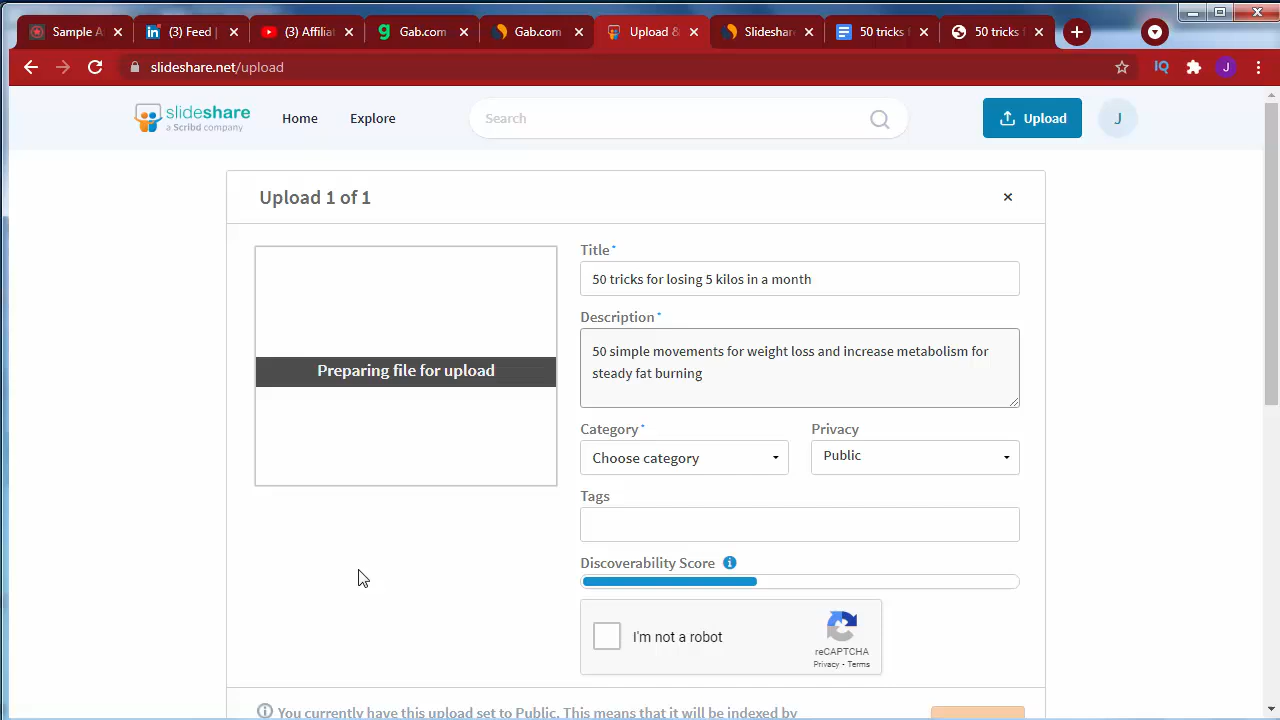 Sample A
(3) Feed |
(3) Affiliat
Gab.com
Gab.com
Upload &
Slideshar
50 tricks
50 tricks
slideshare.net/upload
IQ
J
slideshare
a Scribd company
Home
Explore
Search
Upload
J
Upload 1 of 1
Preparing file for upload
Title*
50 tricks for losing 5 kilos in a month
Description*
50 simple movements for weight loss and increase metabolism for
steady fat burning
Category*
Privacy
Choose category
Public
Tags
Discoverability Score
I'm not a robot
reCAPTCHA
Privacy - Terms
You currently have this upload set to Public. This means that it will be indexed by